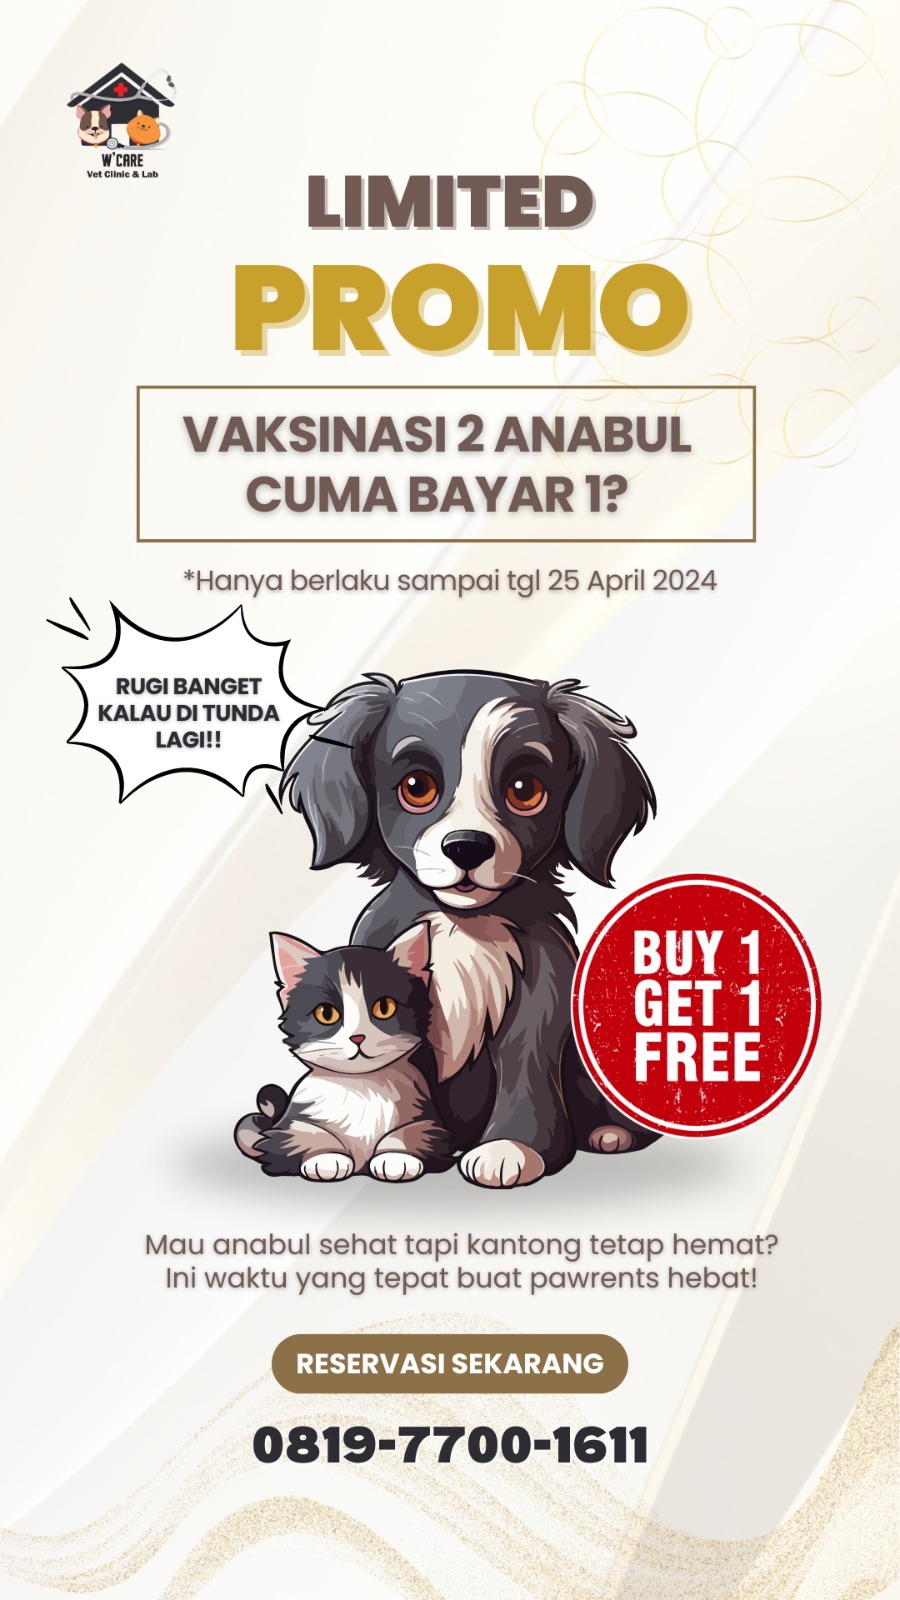 W'CARE
Vet Clinic & Lab
LIMITED
PROMO
VAKSINASI 2 ANABUL
CUMA BAYAR 1?
*Hanya berlaku sampai tgl 25 April 2024
RUGI BANGET
KALAU DI TUNDA
LAGI!!
BUY 1
GET 1
FREE
Mau anabul sehat tapi kantong tetap hemat?
Ini waktu yang tepat buat pawrents hebat!
RESERVASI SEKARANG
0819-7700-1611